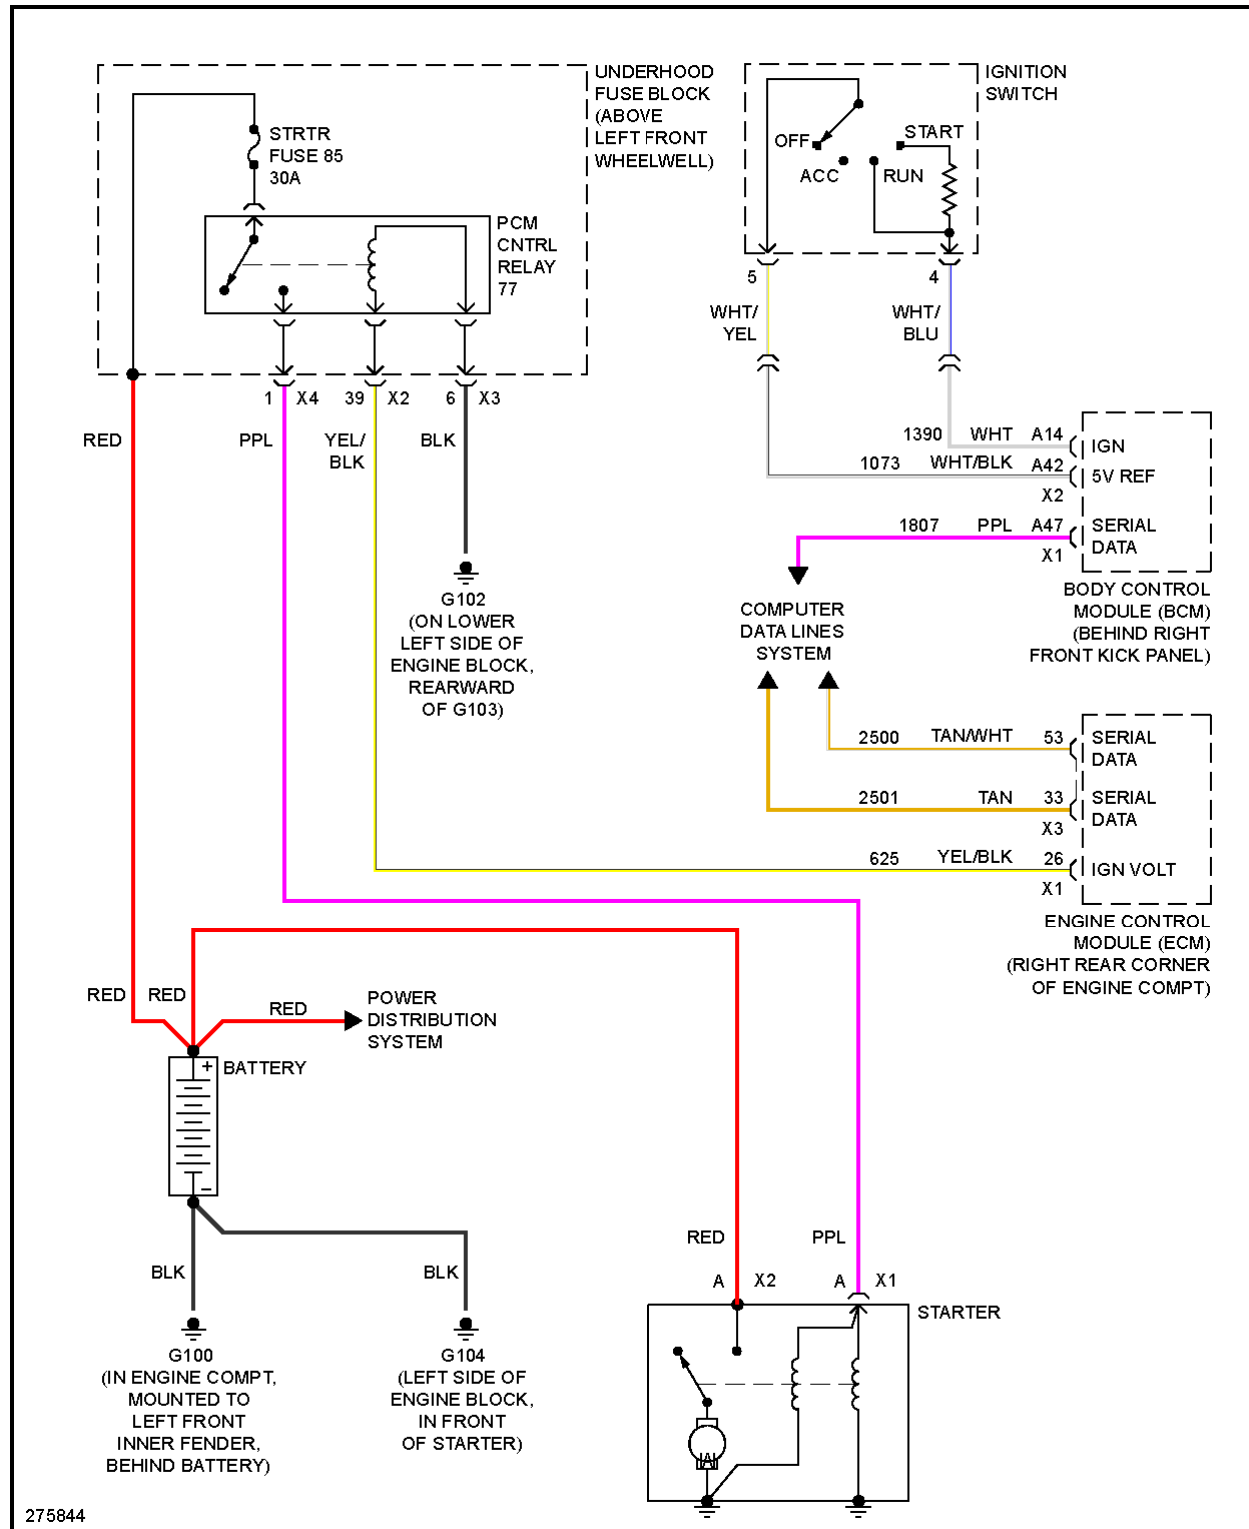 UNDERHOOD
FUSE BLOCK
(ABOVE
LEFT FRONT
WHEELWELL)
IGNITION
SWITCH
STRTR
FUSE 85
30A
OFF
START
ACC
RUN
PCM
CNTRL
RELAY
77
5
4
WHT/
YEL
WHT/
BLU
1
X4
39
X2
6
X3
RED
PPL
YEL/
BLK
BLK
1390
WHT
A14
IGN
1073
WHT/BLK
A42
5V REF
X2
1807
PPL
A47
SERIAL
DATA
X1
BODY CONTROL
MODULE (BCM)
(BEHIND RIGHT
FRONT KICK PANEL)
G102
(ON LOWER
LEFT SIDE OF
ENGINE BLOCK,
REARWARD
OF G103)
COMPUTER
DATA LINES
SYSTEM
2500
TAN/WHT
53
SERIAL
DATA
2501
TAN
33
SERIAL
DATA
X3
625
YEL/BLK
26
IGN VOLT
X1
ENGINE CONTROL
MODULE (ECM)
(RIGHT REAR CORNER
OF ENGINE COMPT)
RED
RED
RED
POWER
DISTRIBUTION
SYSTEM
+
BATTERY
−
BLK
BLK
G100
(IN ENGINE COMPT,
MOUNTED TO
LEFT FRONT
INNER FENDER,
BEHIND BATTERY)
G104
(LEFT SIDE OF
ENGINE BLOCK,
IN FRONT
OF STARTER)
RED
PPL
A
X2
A
X1
STARTER
275844